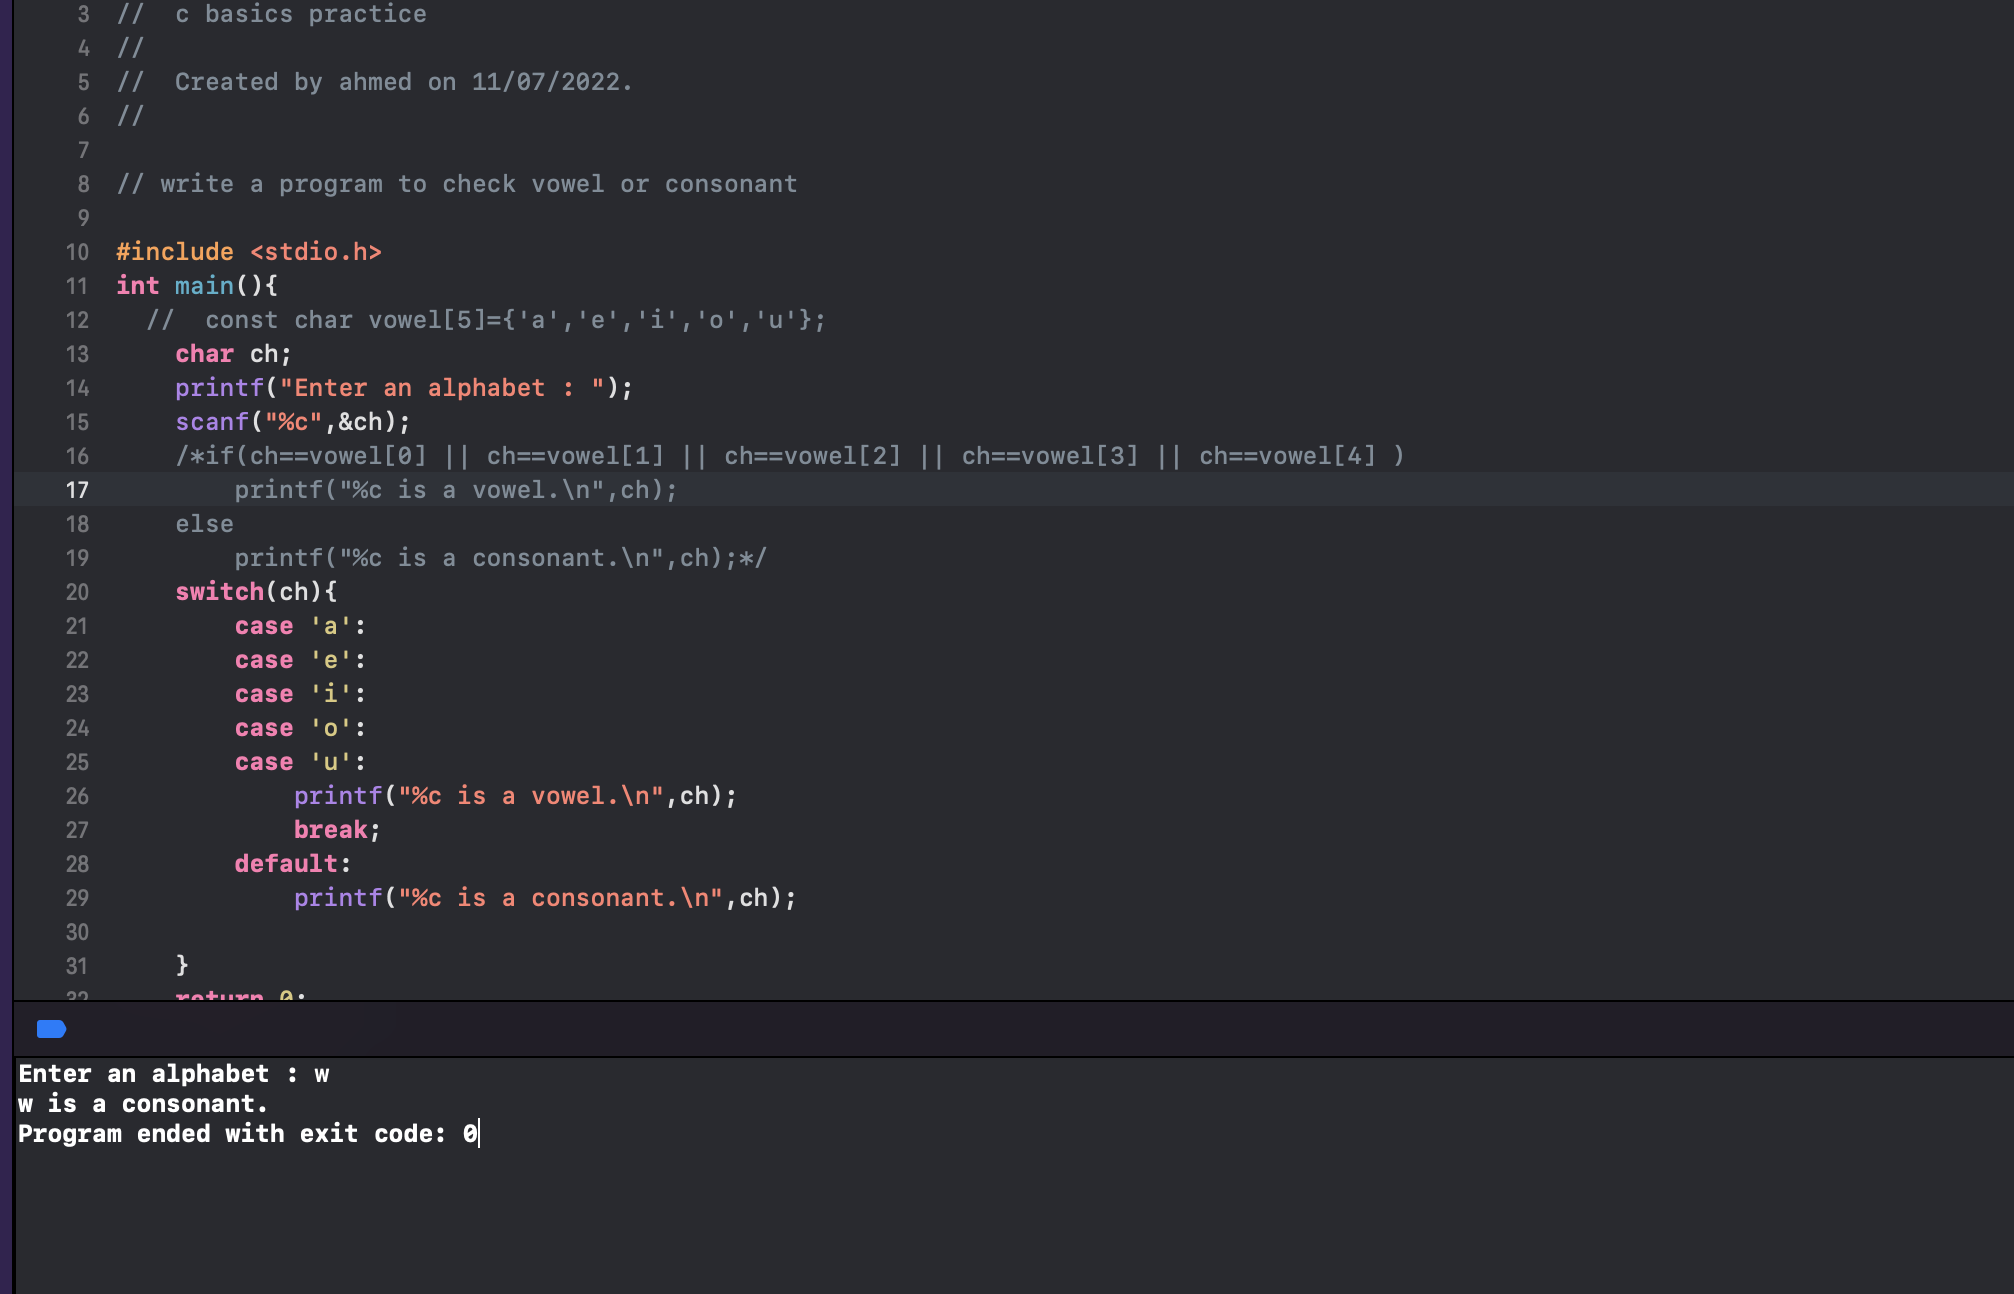 3 //  c basics practice
4 //
5 //  Created by ahmed on 11/07/2022.
6 //
7
8 // write a program to check vowel or consonant
9
10 #include <stdio.h>
11 int main(){
12   //  const char vowel[5]={'a','e','i','o','u'};
13     char ch;
14     printf("Enter an alphabet : ");
15     scanf("%c",&ch);
16     /*if(ch==vowel[0] || ch==vowel[1] || ch==vowel[2] || ch==vowel[3] || ch==vowel[4] )
17         printf("%c is a vowel.\n",ch);
18     else
19         printf("%c is a consonant.\n",ch);*/
20     switch(ch){
21         case 'a':
22         case 'e':
23         case 'i':
24         case 'o':
25         case 'u':
26             printf("%c is a vowel.\n",ch);
27             break;
28         default:
29             printf("%c is a consonant.\n",ch);
30
31     }
32     return 0;
Enter an alphabet : w
w is a consonant.
Program ended with exit code: 0